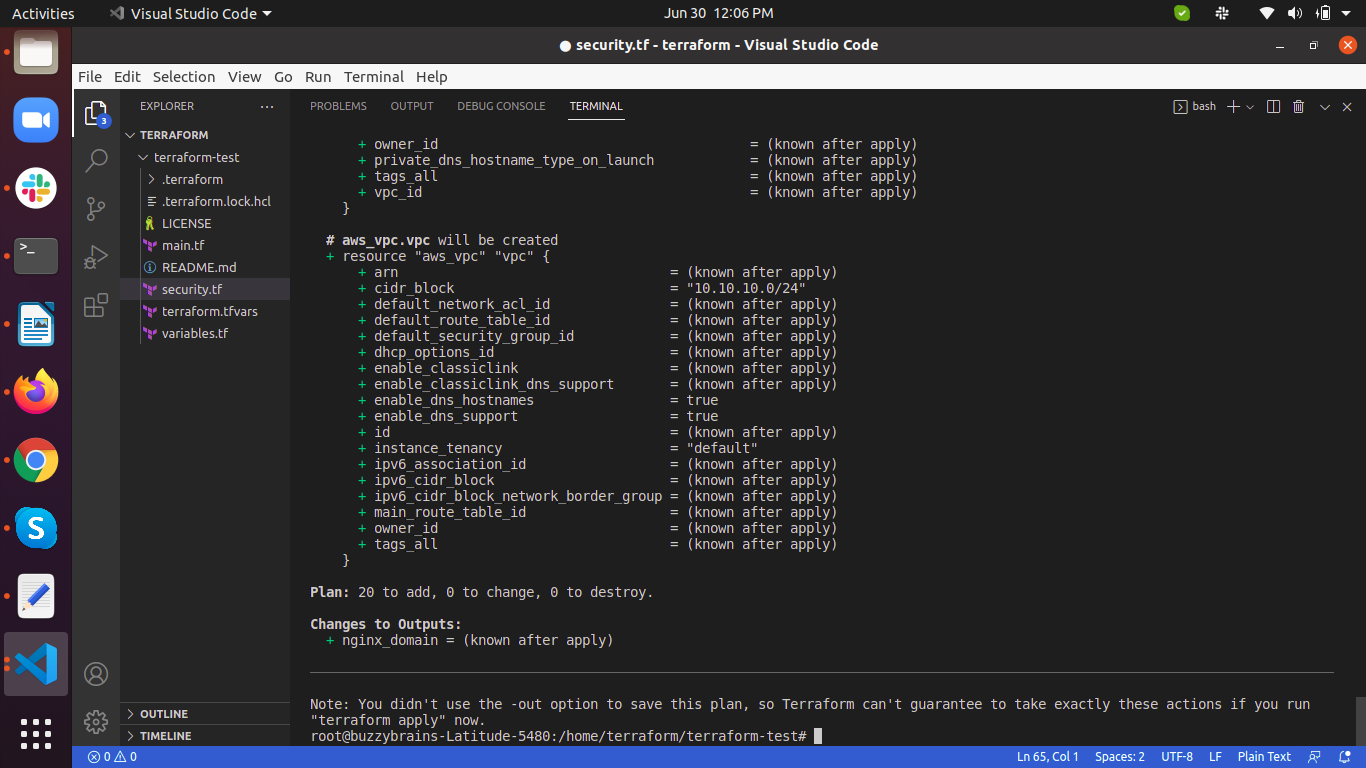 Activities Visual Studio Code Jun 30 12:06 PM
● security.tf - terraform - Visual Studio Code
File Edit Selection View Go Run Terminal Help
EXPLORER ··· PROBLEMS OUTPUT DEBUG CONSOLE TERMINAL bash
3
TERRAFORM
terraform-test
.terraform
.terraform.lock.hcl
LICENSE
main.tf
README.md
security.tf
terraform.tfvars
variables.tf
OUTLINE
TIMELINE
+ owner_id = (known after apply)
+ private_dns_hostname_type_on_launch = (known after apply)
+ tags_all = (known after apply)
+ vpc_id = (known after apply)
}
# aws_vpc.vpc will be created
+ resource "aws_vpc" "vpc" {
+ arn = (known after apply)
+ cidr_block = "10.10.10.0/24"
+ default_network_acl_id = (known after apply)
+ default_route_table_id = (known after apply)
+ default_security_group_id = (known after apply)
+ dhcp_options_id = (known after apply)
+ enable_classiclink = (known after apply)
+ enable_classiclink_dns_support = (known after apply)
+ enable_dns_hostnames = true
+ enable_dns_support = true
+ id = (known after apply)
+ instance_tenancy = "default"
+ ipv6_association_id = (known after apply)
+ ipv6_cidr_block = (known after apply)
+ ipv6_cidr_block_network_border_group = (known after apply)
+ main_route_table_id = (known after apply)
+ owner_id = (known after apply)
+ tags_all = (known after apply)
}
Plan: 20 to add, 0 to change, 0 to destroy.
Changes to Outputs:
+ nginx_domain = (known after apply)
Note: You didn't use the -out option to save this plan, so Terraform can't guarantee to take exactly these actions if you run
"terraform apply" now.
root@buzzybrains-Latitude-5480:/home/terraform/terraform-test#
0 0 Ln 65, Col 1 Spaces: 2 UTF-8 LF Plain Text